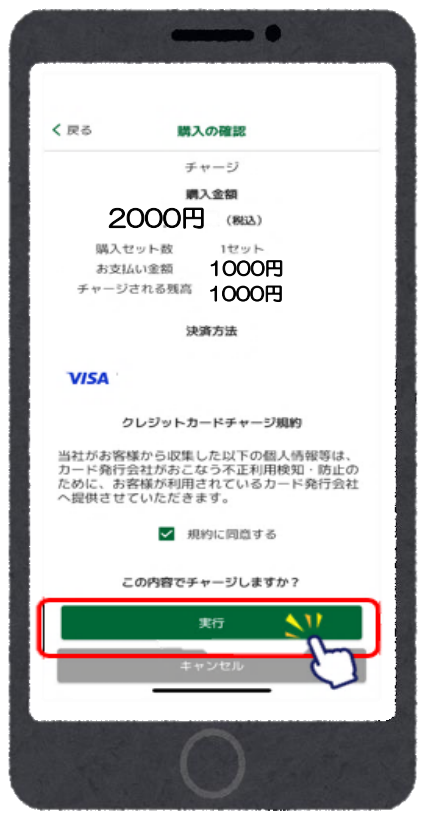 戻る
購入の確認
チャージ
購入金額
2000円 (税込)
購入セット数 1セット
お支払い金額 1000円
チャージされる残高 1000円
決済方法
VISA
クレジットカードチャージ規約
当社がお客様から収集した以下の個人情報等は、
カード発行会社がおこなう不正利用検知・防止の
ために、お客様が利用されているカード発行会社
へ提供させていただきます。
規約に同意する
この内容でチャージしますか？
実行
キャンセル